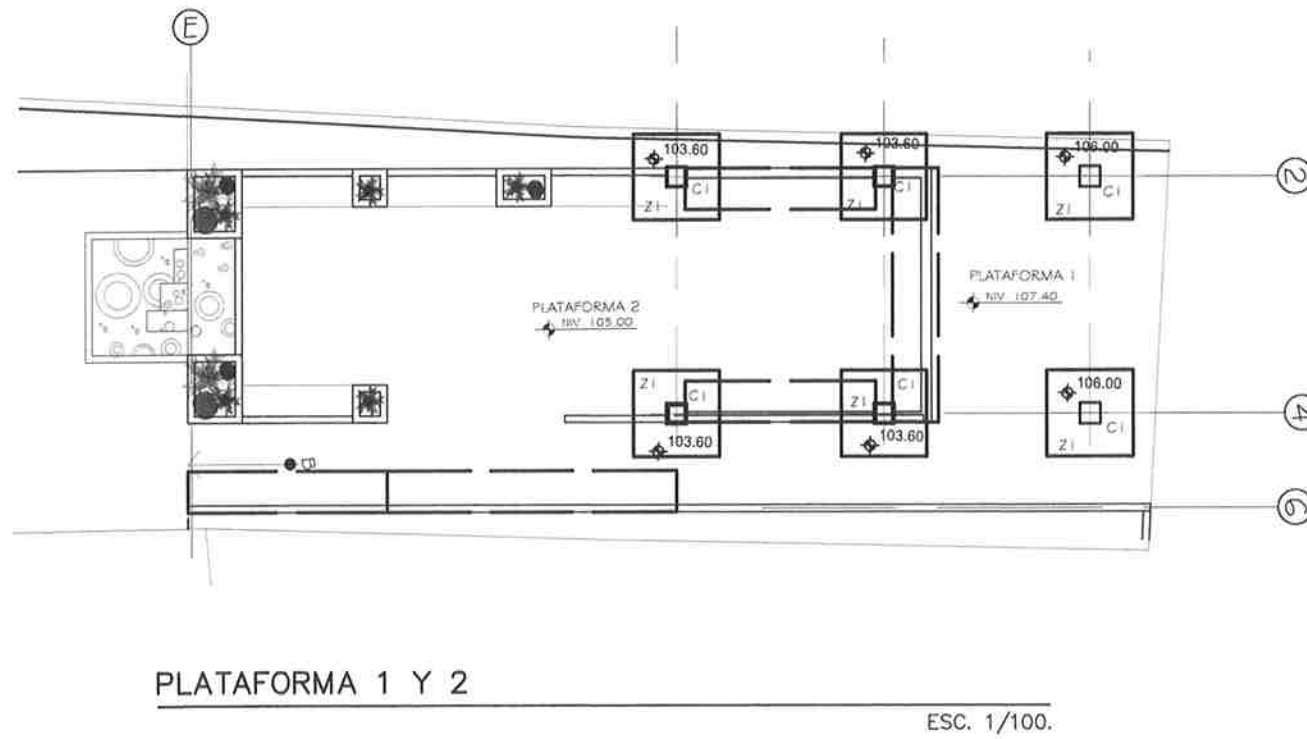 E
103.60
103.60
106.00
2
C1
C1
C1
Z1
Z1
Z1
PLATAFORMA 1
NIV. 107.40
PLATAFORMA 2
NIV. 105.00
Z1
C1
C1
Z1
106.00
4
C1
103.60
103.60
Z1
6
PLATAFORMA 1 Y 2
ESC. 1/100.